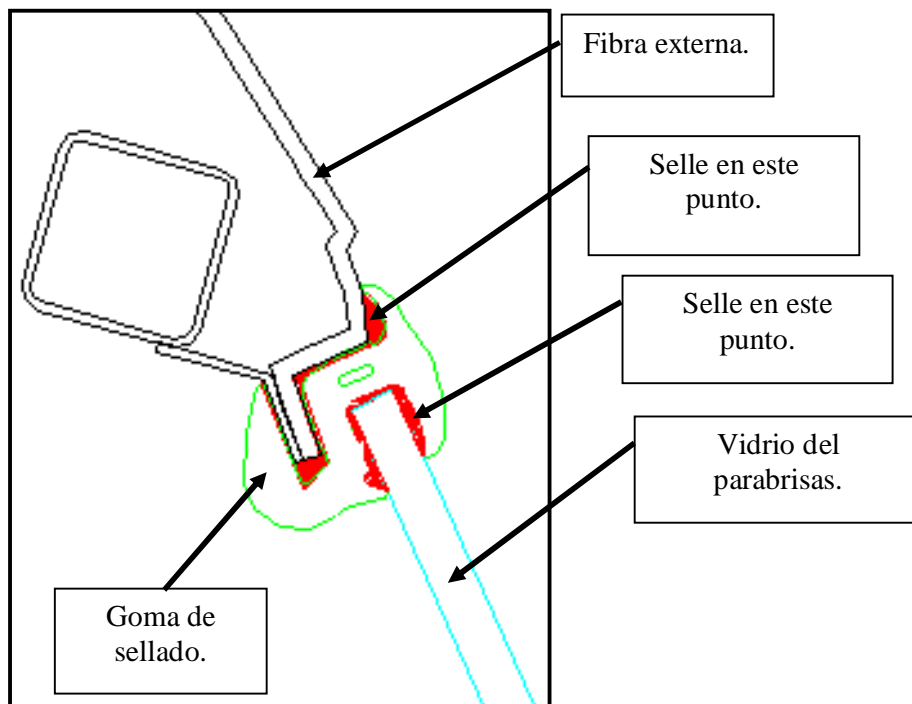 Fibra externa.
Selle en este
punto.
Selle en este
punto.
Vidrio del
parabrisas.
Goma de
sellado.